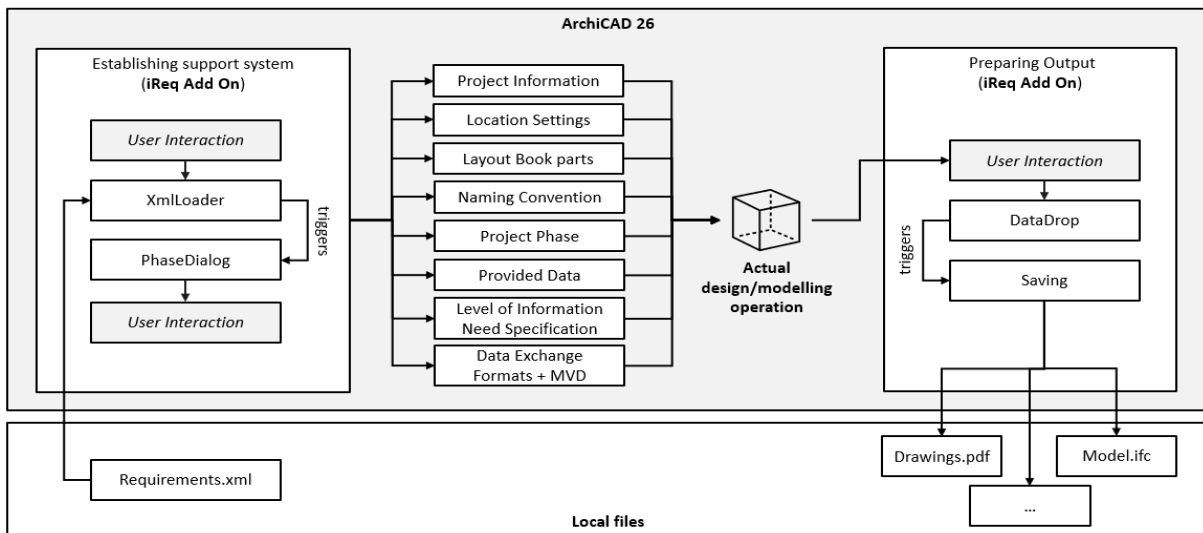 ArchiCAD 26
Establishing support system
(iReq Add On)
User Interaction
XmlLoader
triggers
PhaseDialog
User Interaction
Project Information
Location Settings
Layout Book parts
Naming Convention
Project Phase
Provided Data
Level of Information
Need Specification
Data Exchange
Formats + MVD
Actual
design/modelling
operation
Preparing Output
(iReq Add On)
User Interaction
DataDrop
triggers
Saving
Requirements.xml
Drawings.pdf
Model.ifc
...
Local files